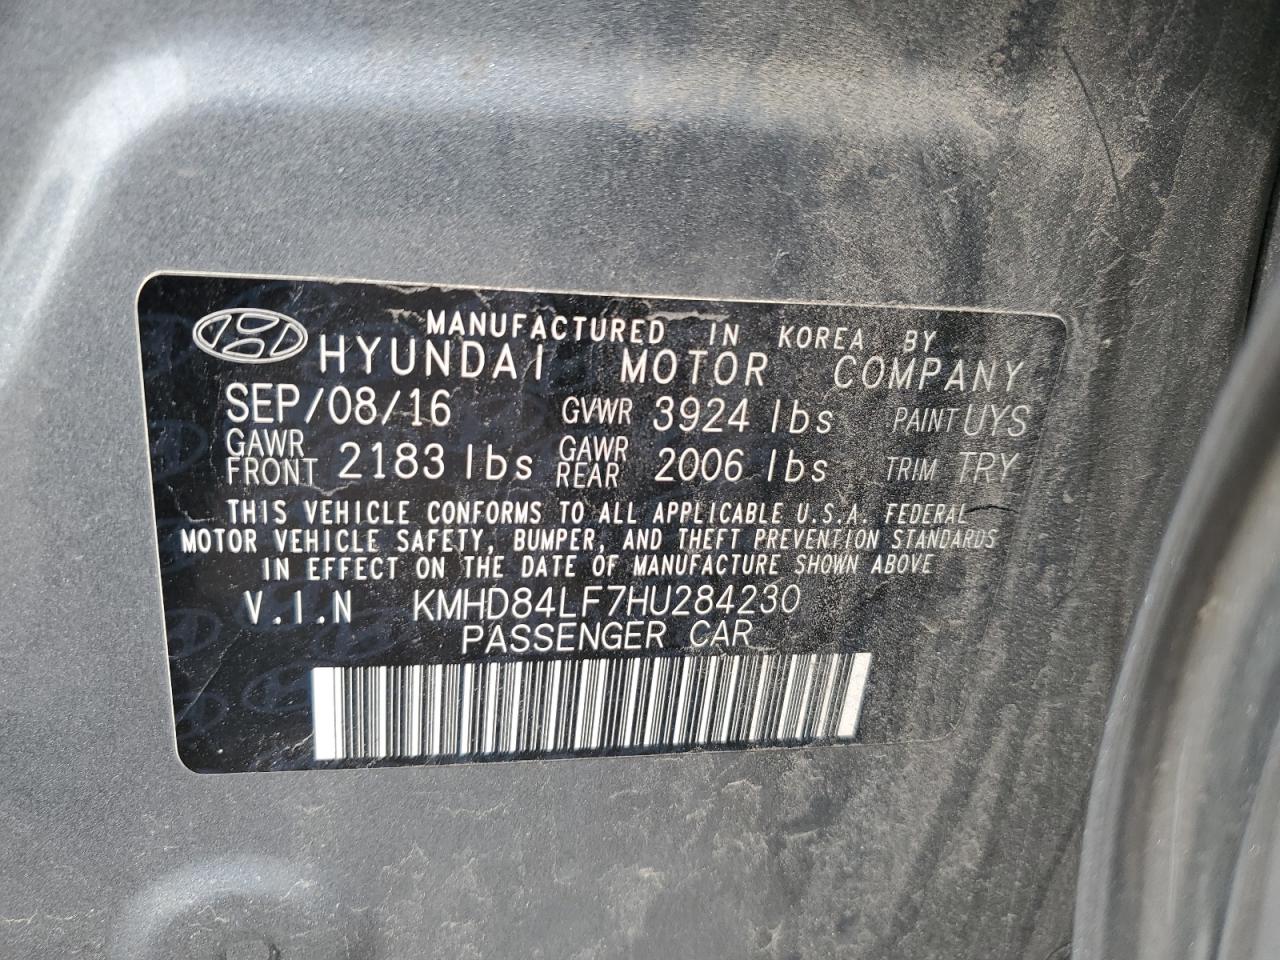 MANUFACTURED IN KOREA BY
HYUNDAI MOTOR COMPANY
SEP/08/16 GVWR 3924 lbs PAINT UYS
GAWR FRONT 2183 lbs GAWR REAR 2006 lbs TRIM TRY
THIS VEHICLE CONFORMS TO ALL APPLICABLE U.S.A. FEDERAL
MOTOR VEHICLE SAFETY, BUMPER, AND THEFT PREVENTION STANDARDS
IN EFFECT ON THE DATE OF MANUFACTURE SHOWN ABOVE
V.I.N KMHD84LF7HU284230
PASSENGER CAR